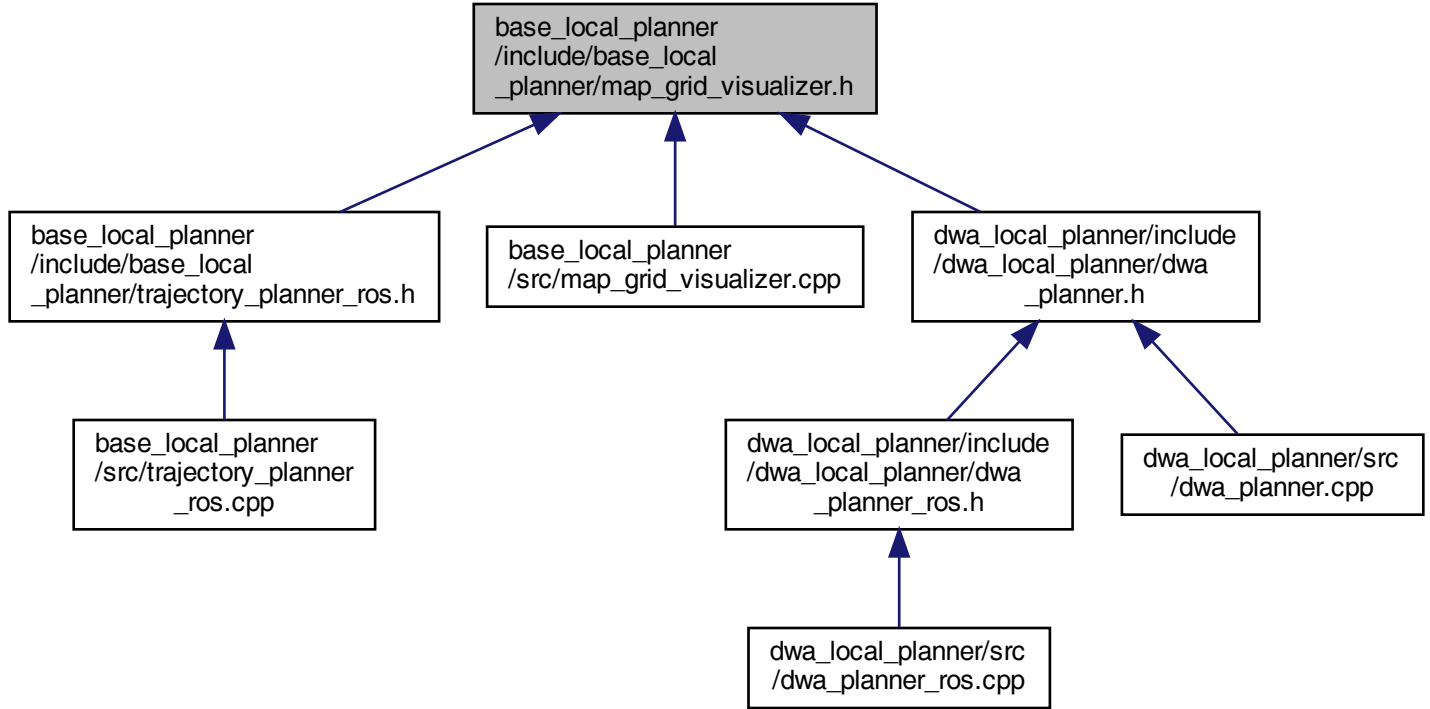 base_local_planner
/include/base_local
_planner/map_grid_visualizer.h
base_local_planner
/include/base_local
_planner/trajectory_planner_ros.h
base_local_planner
/src/map_grid_visualizer.cpp
dwa_local_planner/include
/dwa_local_planner/dwa
_planner.h
base_local_planner
/src/trajectory_planner
_ros.cpp
dwa_local_planner/include
/dwa_local_planner/dwa
_planner_ros.h
dwa_local_planner/src
/dwa_planner.cpp
dwa_local_planner/src
/dwa_planner_ros.cpp